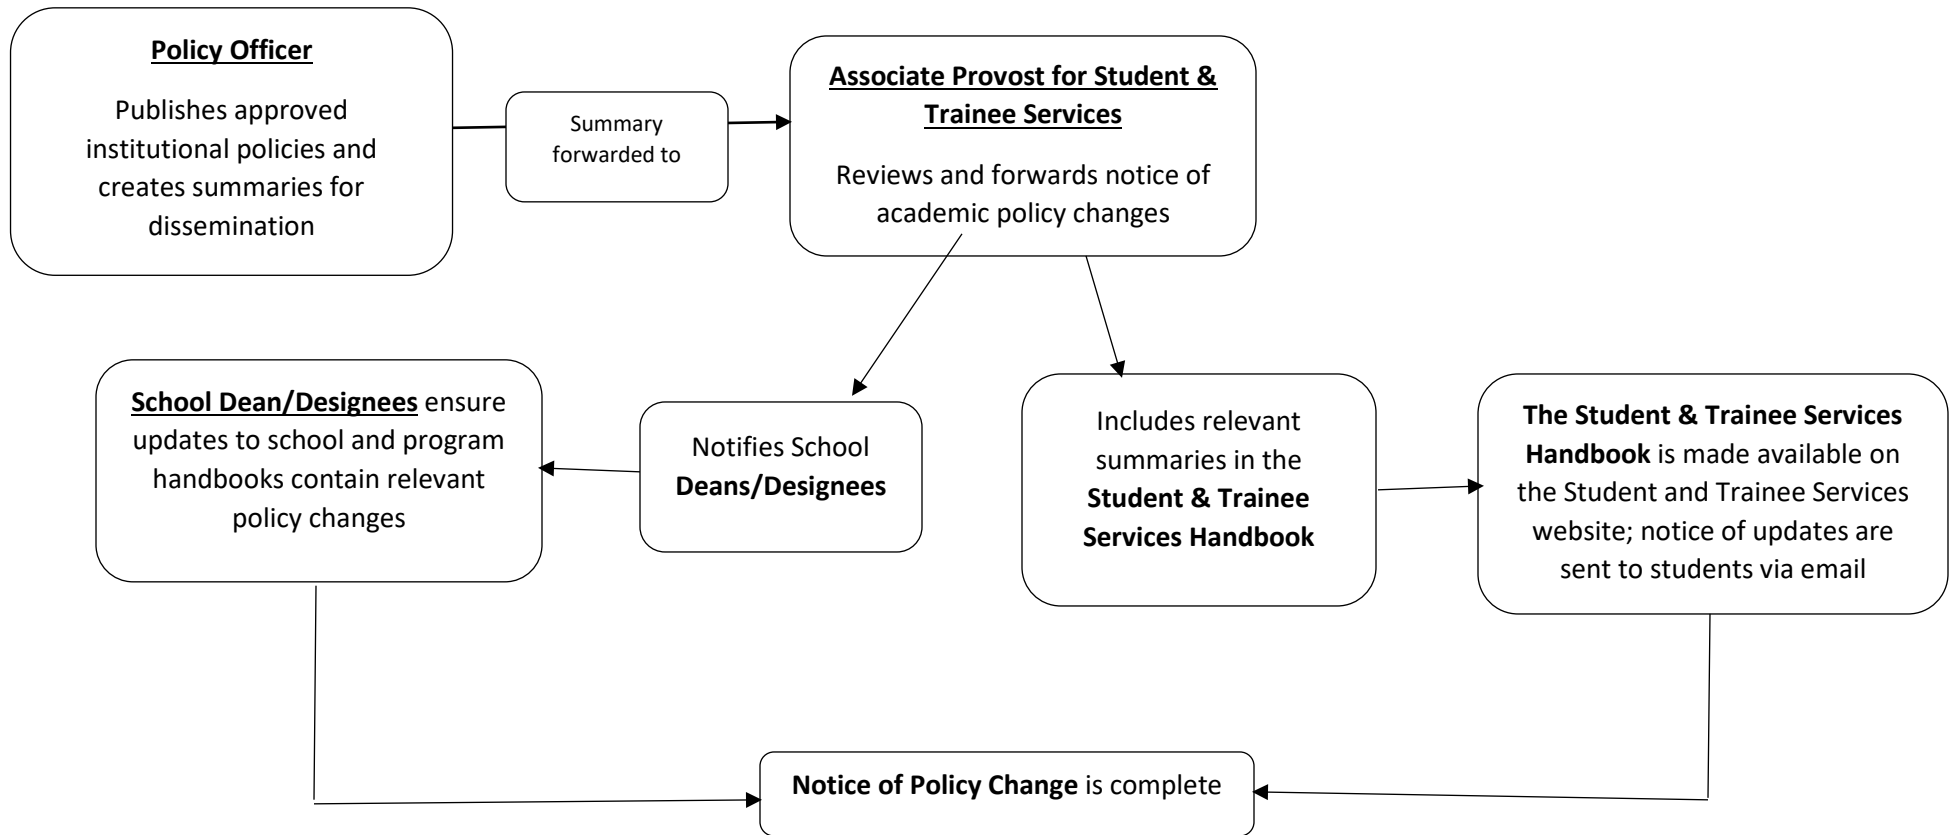 Policy Officer
Publishes approved
institutional policies and
creates summaries for
dissemination
Summary
forwarded to
Associate Provost for Student &
Trainee Services
Reviews and forwards notice of
academic policy changes
School Dean/Designees ensure
updates to school and program
handbooks contain relevant
policy changes
Notifies School
Deans/Designees
Includes relevant
summaries in the
Student & Trainee
Services Handbook
The Student & Trainee Services
Handbook is made available on
the Student and Trainee Services
website; notice of updates are
sent to students via email
Notice of Policy Change is complete